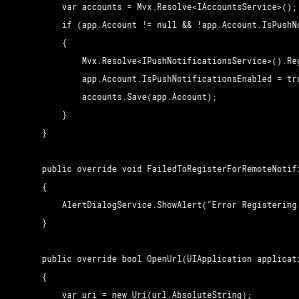 var accounts = Mvx.Resolve<IAccountsService>();
if (app.Account != null && !app.Account.IsPushNo
{
Mvx.Resolve<IPushNotificationsService>().Reg
app.Account.IsPushNotificationsEnabled = tru
accounts.Save(app.Account);
}
}
public override void FailedToRegisterForRemoteNotifi
{
AlertDialogService.ShowAlert("Error Registering
}
public override bool OpenUrl(UIApplication applicati
{
var uri = new Uri(url.AbsoluteString);